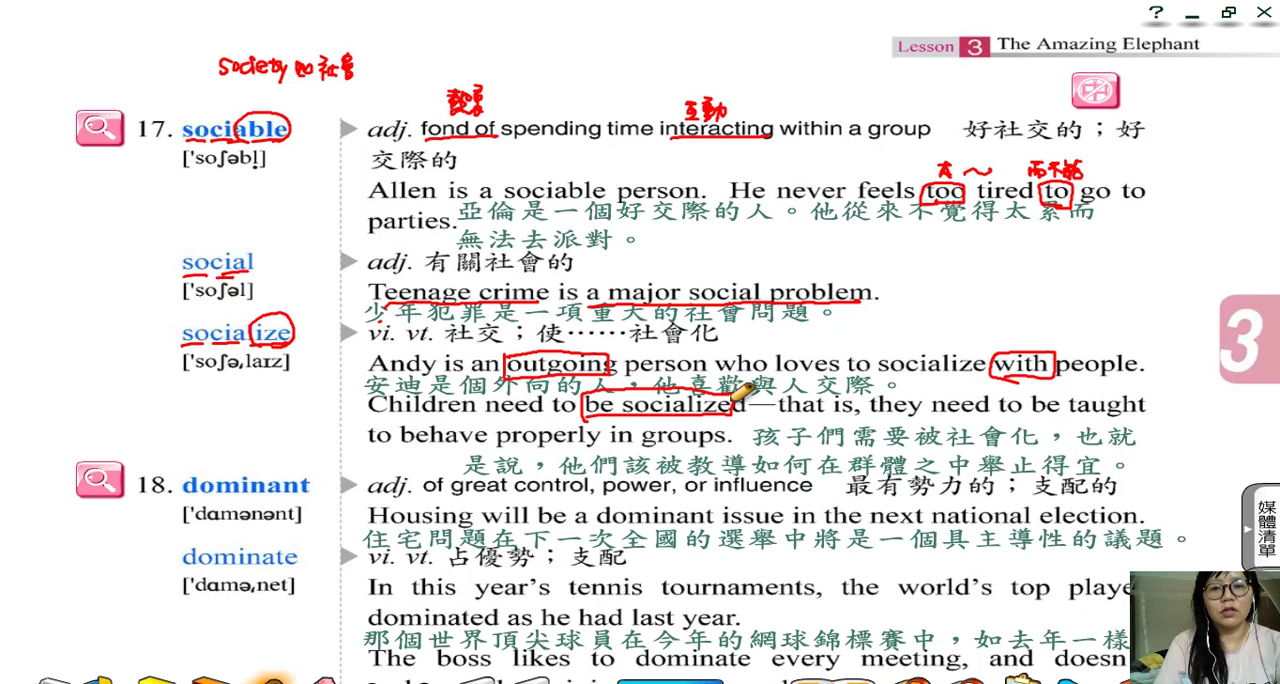 Lesson 3 The Amazing Elephant
society n 社會
喜愛 互動
17. sociable adj. fond of spending time interacting within a group 好社交的；好
['soʃəbl̩] 交際的
太～ 而不能
Allen is a sociable person. He never feels too tired to go to
parties. 亞倫是一個好交際的人。他從來不覺得太累而
無法去派對。
social adj. 有關社會的
['soʃəl] Teenage crime is a major social problem.
少年犯罪是一項重大的社會問題。
socialize vi. vt. 社交；使……社會化
['soʃə͵laɪz] Andy is an outgoing person who loves to socialize with people.
安迪是個外向的人，他喜歡與人交際。
Children need to be socialized—that is, they need to be taught
to behave properly in groups. 孩子們需要被社會化，也就
是說，他們該被教導如何在群體之中舉止得宜。
3
18. dominant adj. of great control, power, or influence 最有勢力的；支配的
['dɑmənənt] Housing will be a dominant issue in the next national election.
住宅問題在下一次全國的選舉中將是一個具主導性的議題。
dominate vi. vt. 占優勢；支配
['dɑmə͵net] In this year's tennis tournaments, the world's top playe
dominated as he had last year.
那個世界頂尖球員在今年的網球錦標賽中，如去年一樣
The boss likes to dominate every meeting, and doesn
媒體清單